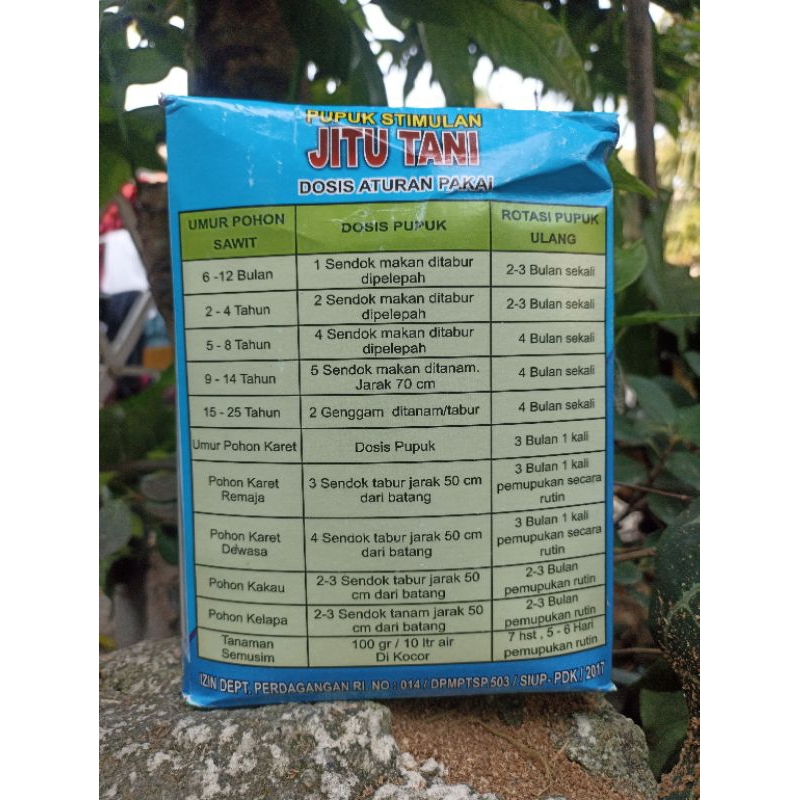 PUPUK STIMULAN
JITU TANI
DOSIS ATURAN PAKAI
UMUR POHON
SAWIT
DOSIS PUPUK
ROTASI PUPUK
ULANG
6 -12 Bulan
1 Sendok makan ditabur
dipelepah
2-3 Bulan sekali
2 - 4 Tahun
2 Sendok makan ditabur
dipelepah
2-3 Bulan sekali
5 - 8 Tahun
4 Sendok makan ditabur
dipelepah
4 Bulan sekali
9 - 14 Tahun
5 Sendok makan ditanam.
Jarak 70 cm
4 Bulan sekali
15 - 25 Tahun
2 Genggam ditanam/tabur
4 Bulan sekali
Umur Pohon Karet
Dosis Pupuk
3 Bulan 1 kali
Pohon Karet
Remaja
3 Sendok tabur jarak 50 cm
dari batang
3 Bulan 1 kali
pemupukan secara
rutin
Pohon Karet
Dewasa
4 Sendok tabur jarak 50 cm
dari batang
3 Bulan 1 kali
pemupukan secara
rutin
Pohon Kakau
2-3 Sendok tabur jarak 50
cm dari batang
2-3 Bulan
pemupukan rutin
Pohon Kelapa
2-3 Sendok tanam jarak 50
cm dari batang
2-3 Bulan
pemupukan rutin
Tanaman
Semusim
100 gr / 10 ltr air
Di Kocor
7 hst , 5 - 6 Hari
pemupukan rutin
IZIN DEPT. PERDAGANGAN RI. NO : 014 / DPMPTSP.503 / SIUP- PDK / 2017